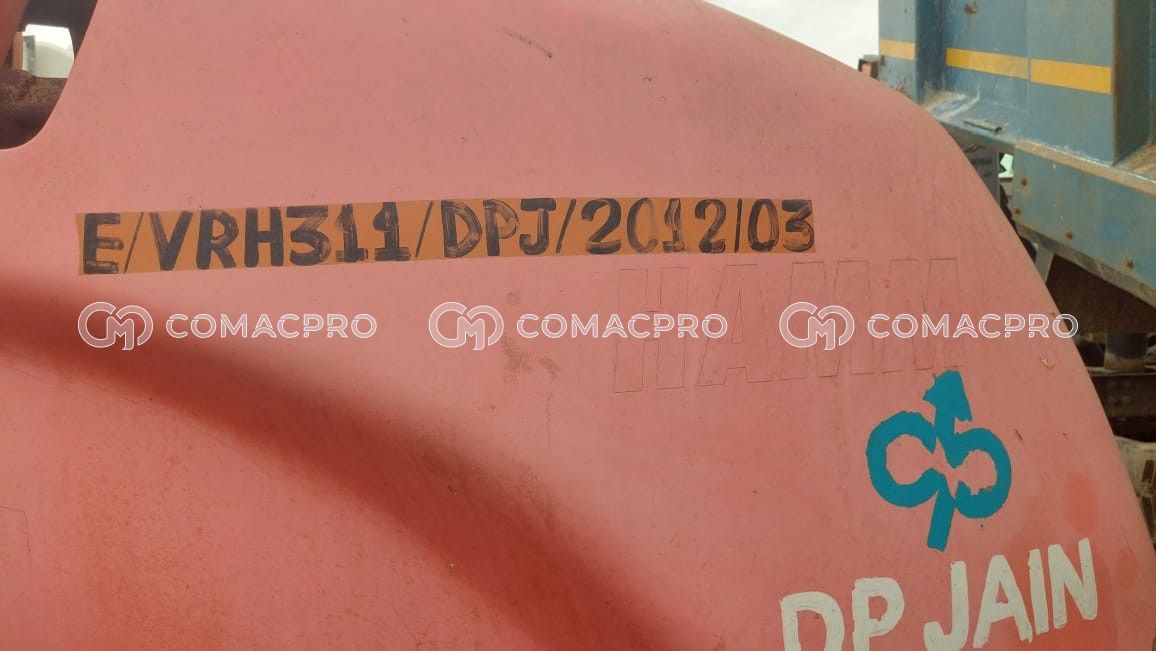 E/VRH311/DPJ/2012/03
HAMM
COMACPRO COMACPRO COMACPRO
DP JAIN